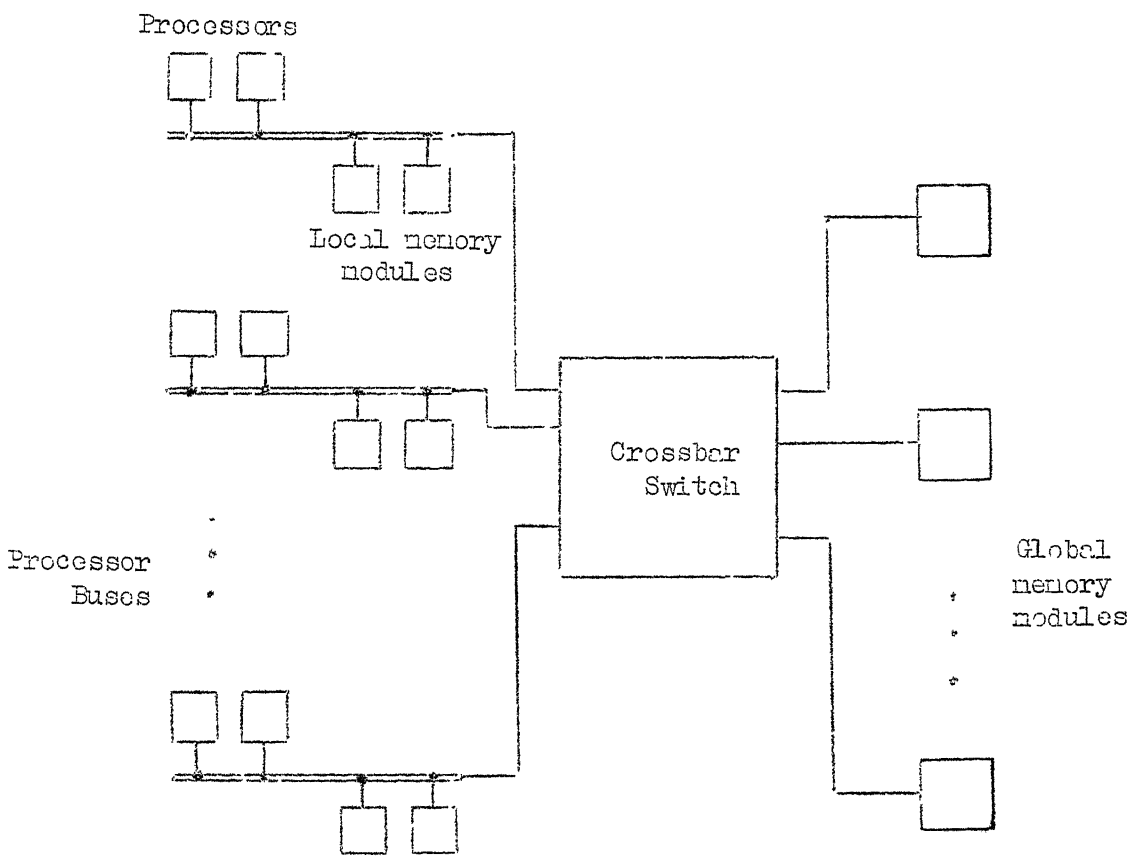 Processors
Local memory
modules
Crossbar
Switch
Processor
Buses
Global
memory
modules